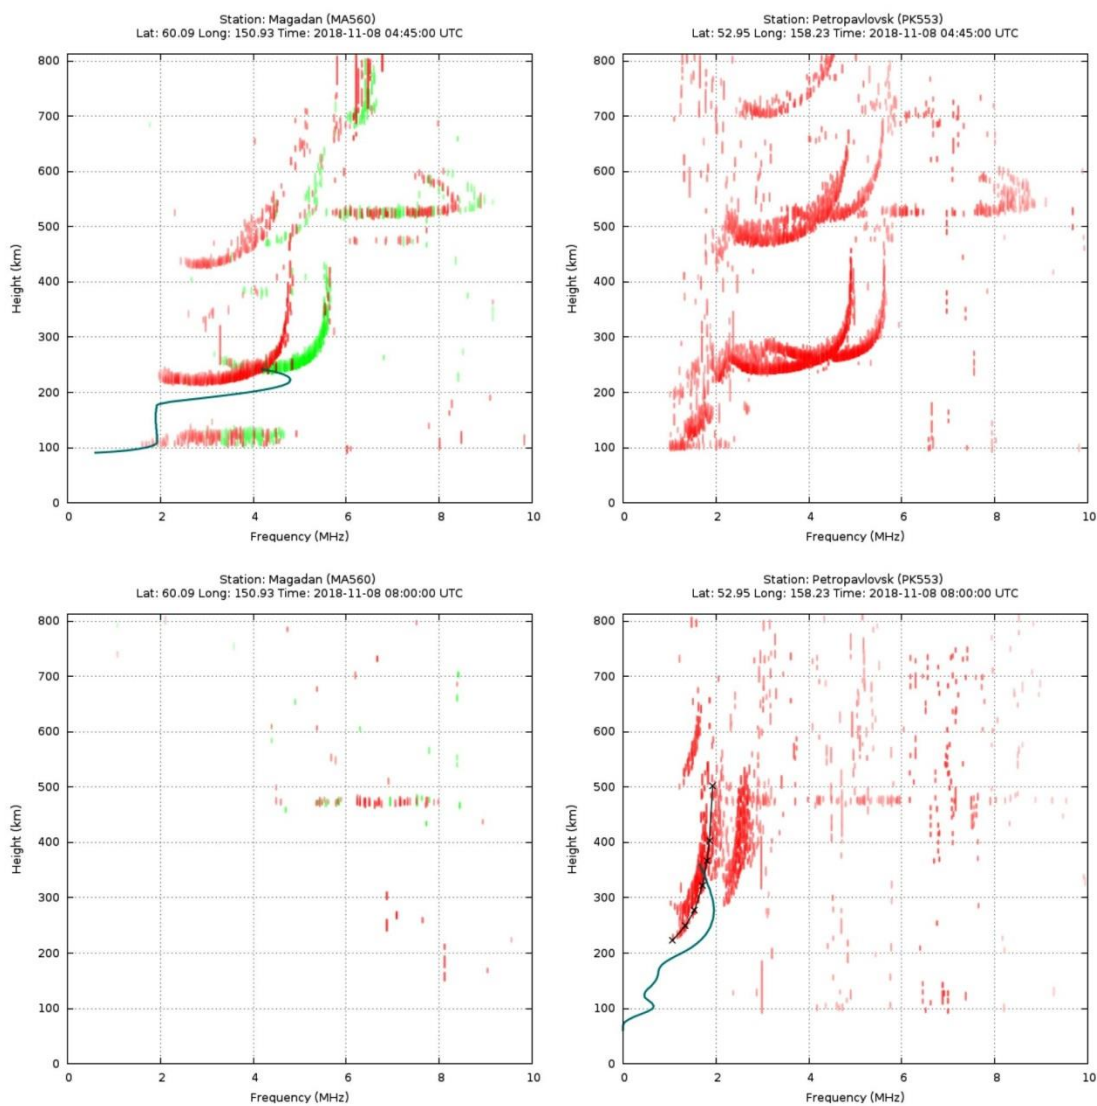 Station: Magadan (MA560)
Lat: 60.09 Long: 150.93 Time: 2018-11-08 04:45:00 UTC
800
700
600
500
400
300
200
100
0
Height (km)
0 2 4 6 8 10
Frequency (MHz)
Station: Petropavlovsk (PK553)
Lat: 52.95 Long: 158.23 Time: 2018-11-08 04:45:00 UTC
800
700
600
500
400
300
200
100
0
Height (km)
0 2 4 6 8 10
Frequency (MHz)
Station: Magadan (MA560)
Lat: 60.09 Long: 150.93 Time: 2018-11-08 08:00:00 UTC
800
700
600
500
400
300
200
100
0
Height (km)
0 2 4 6 8 10
Frequency (MHz)
Station: Petropavlovsk (PK553)
Lat: 52.95 Long: 158.23 Time: 2018-11-08 08:00:00 UTC
800
700
600
500
400
300
200
100
0
Height (km)
0 2 4 6 8 10
Frequency (MHz)